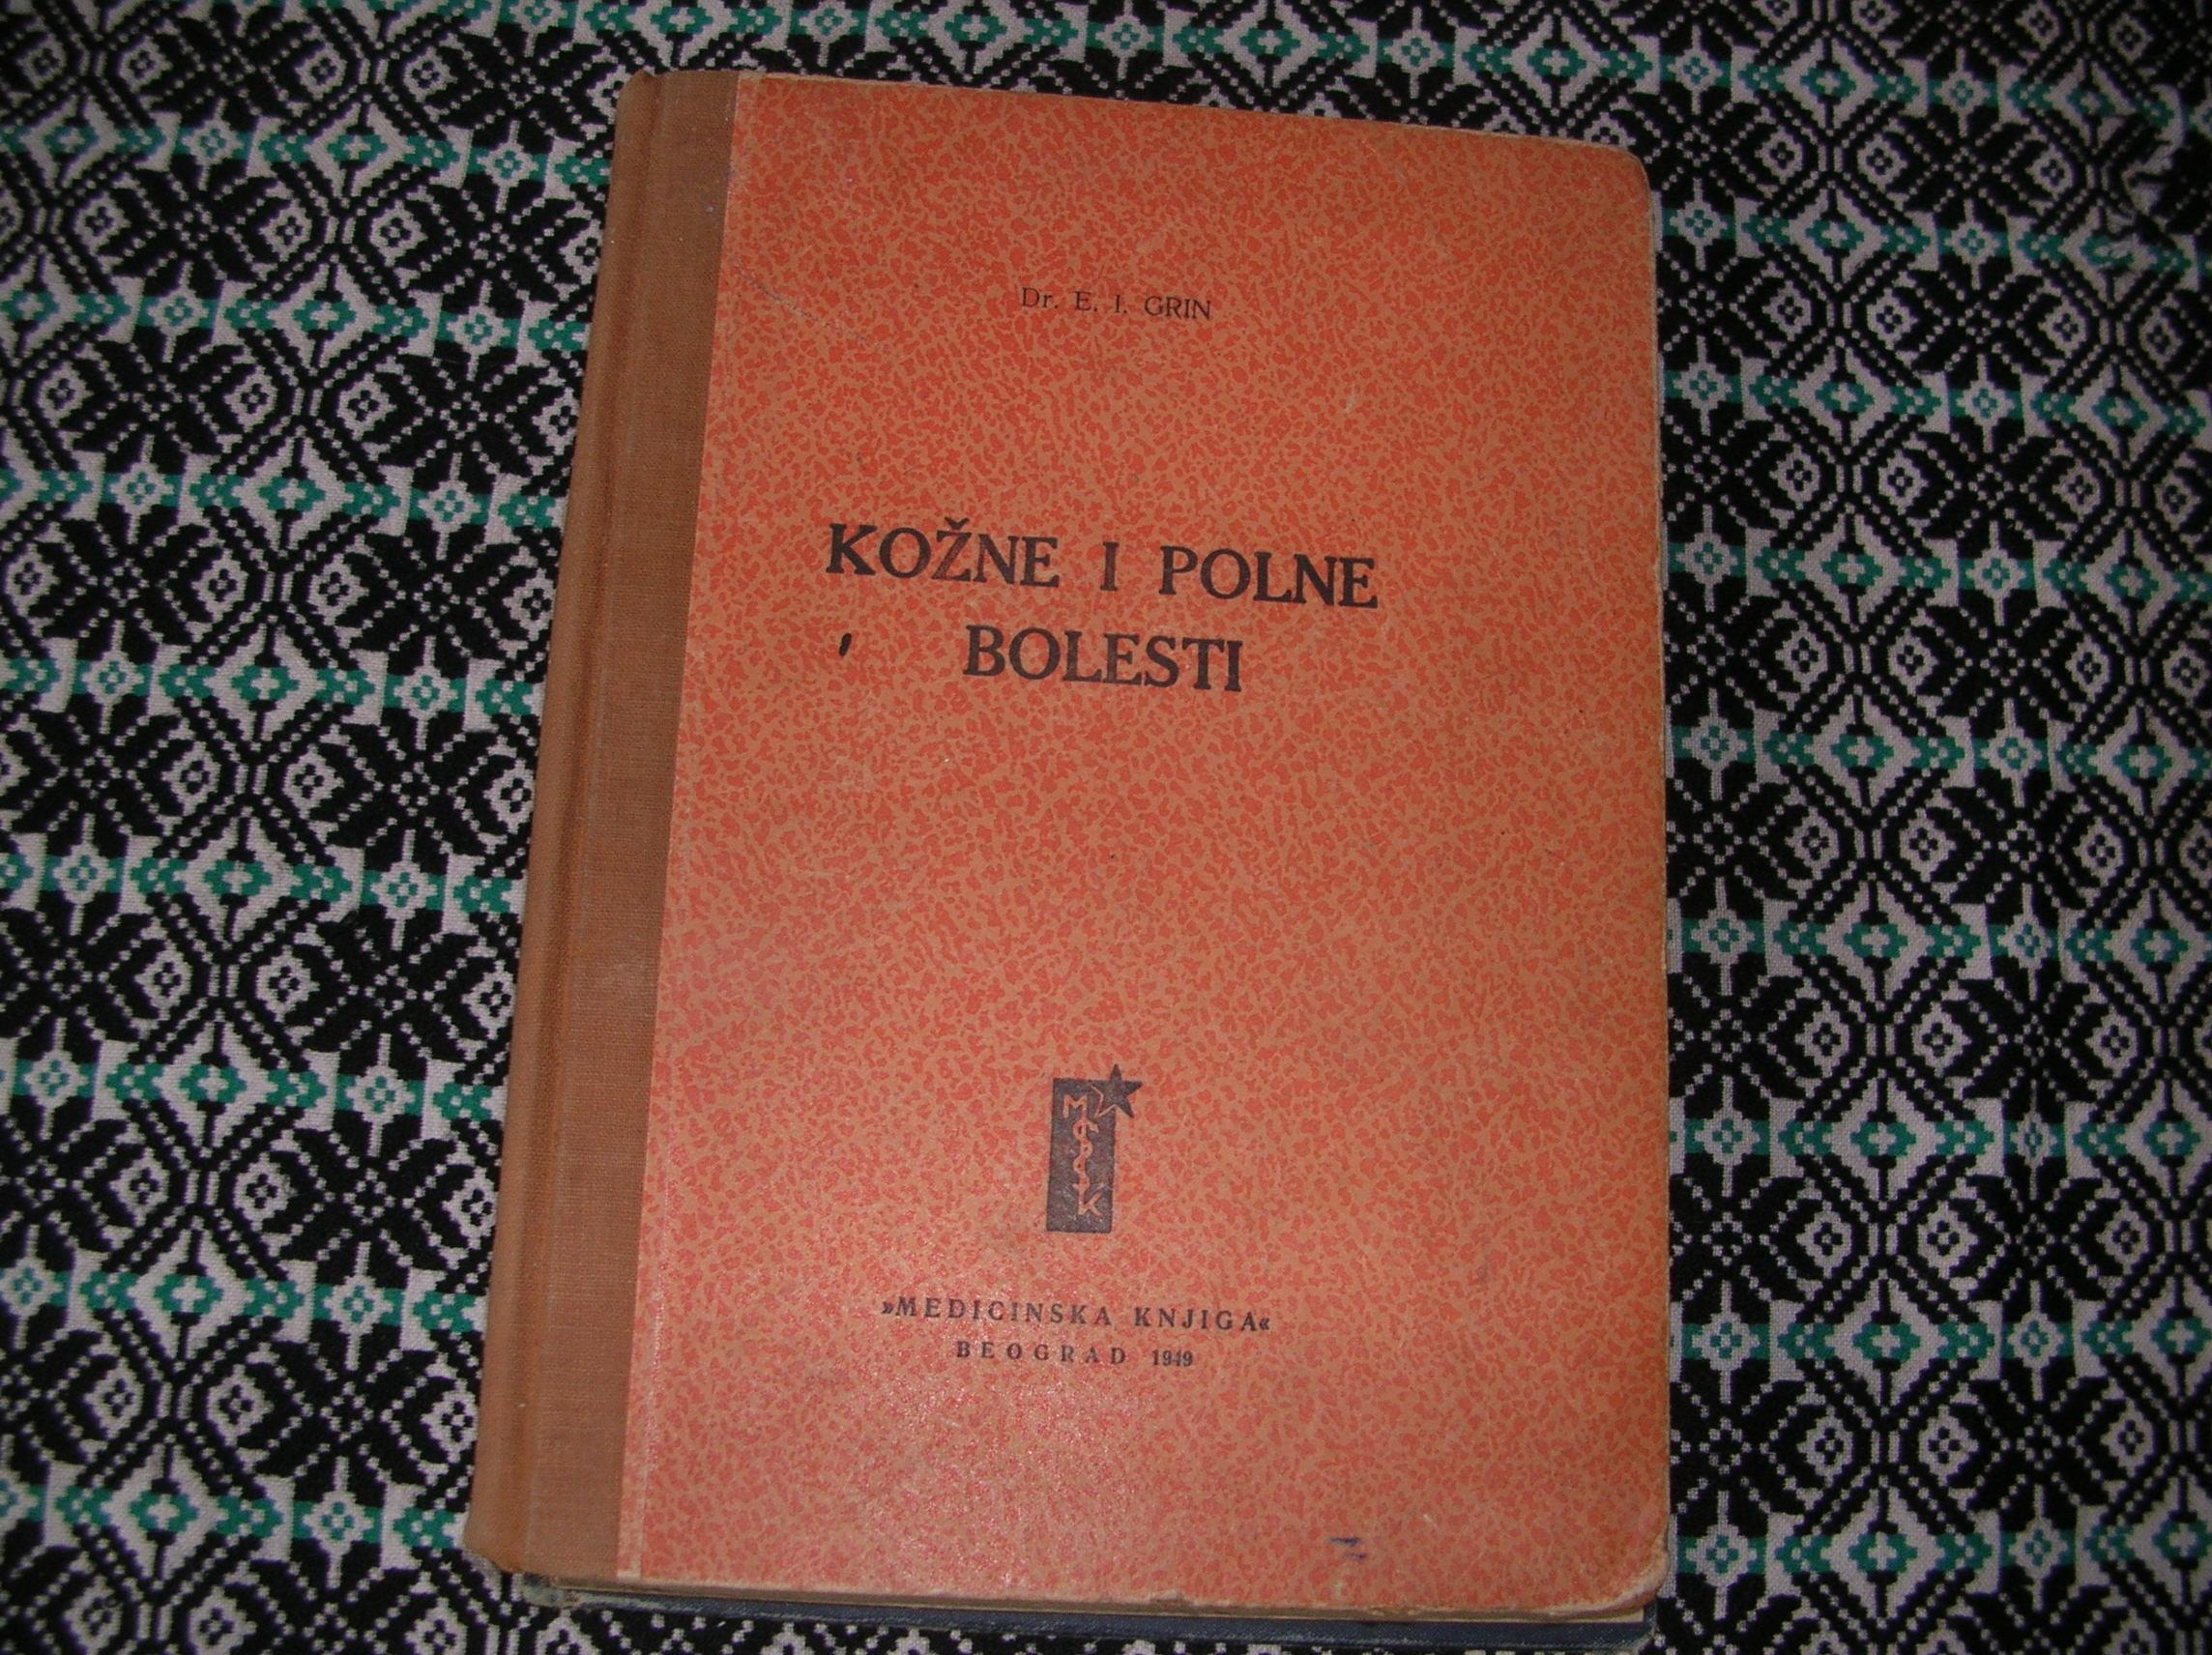 Dr. E. I. GRIN
KOŽNE I POLNE
BOLESTI
M
K
»MEDICINSKA KNJIGA«
BEOGRAD 1949